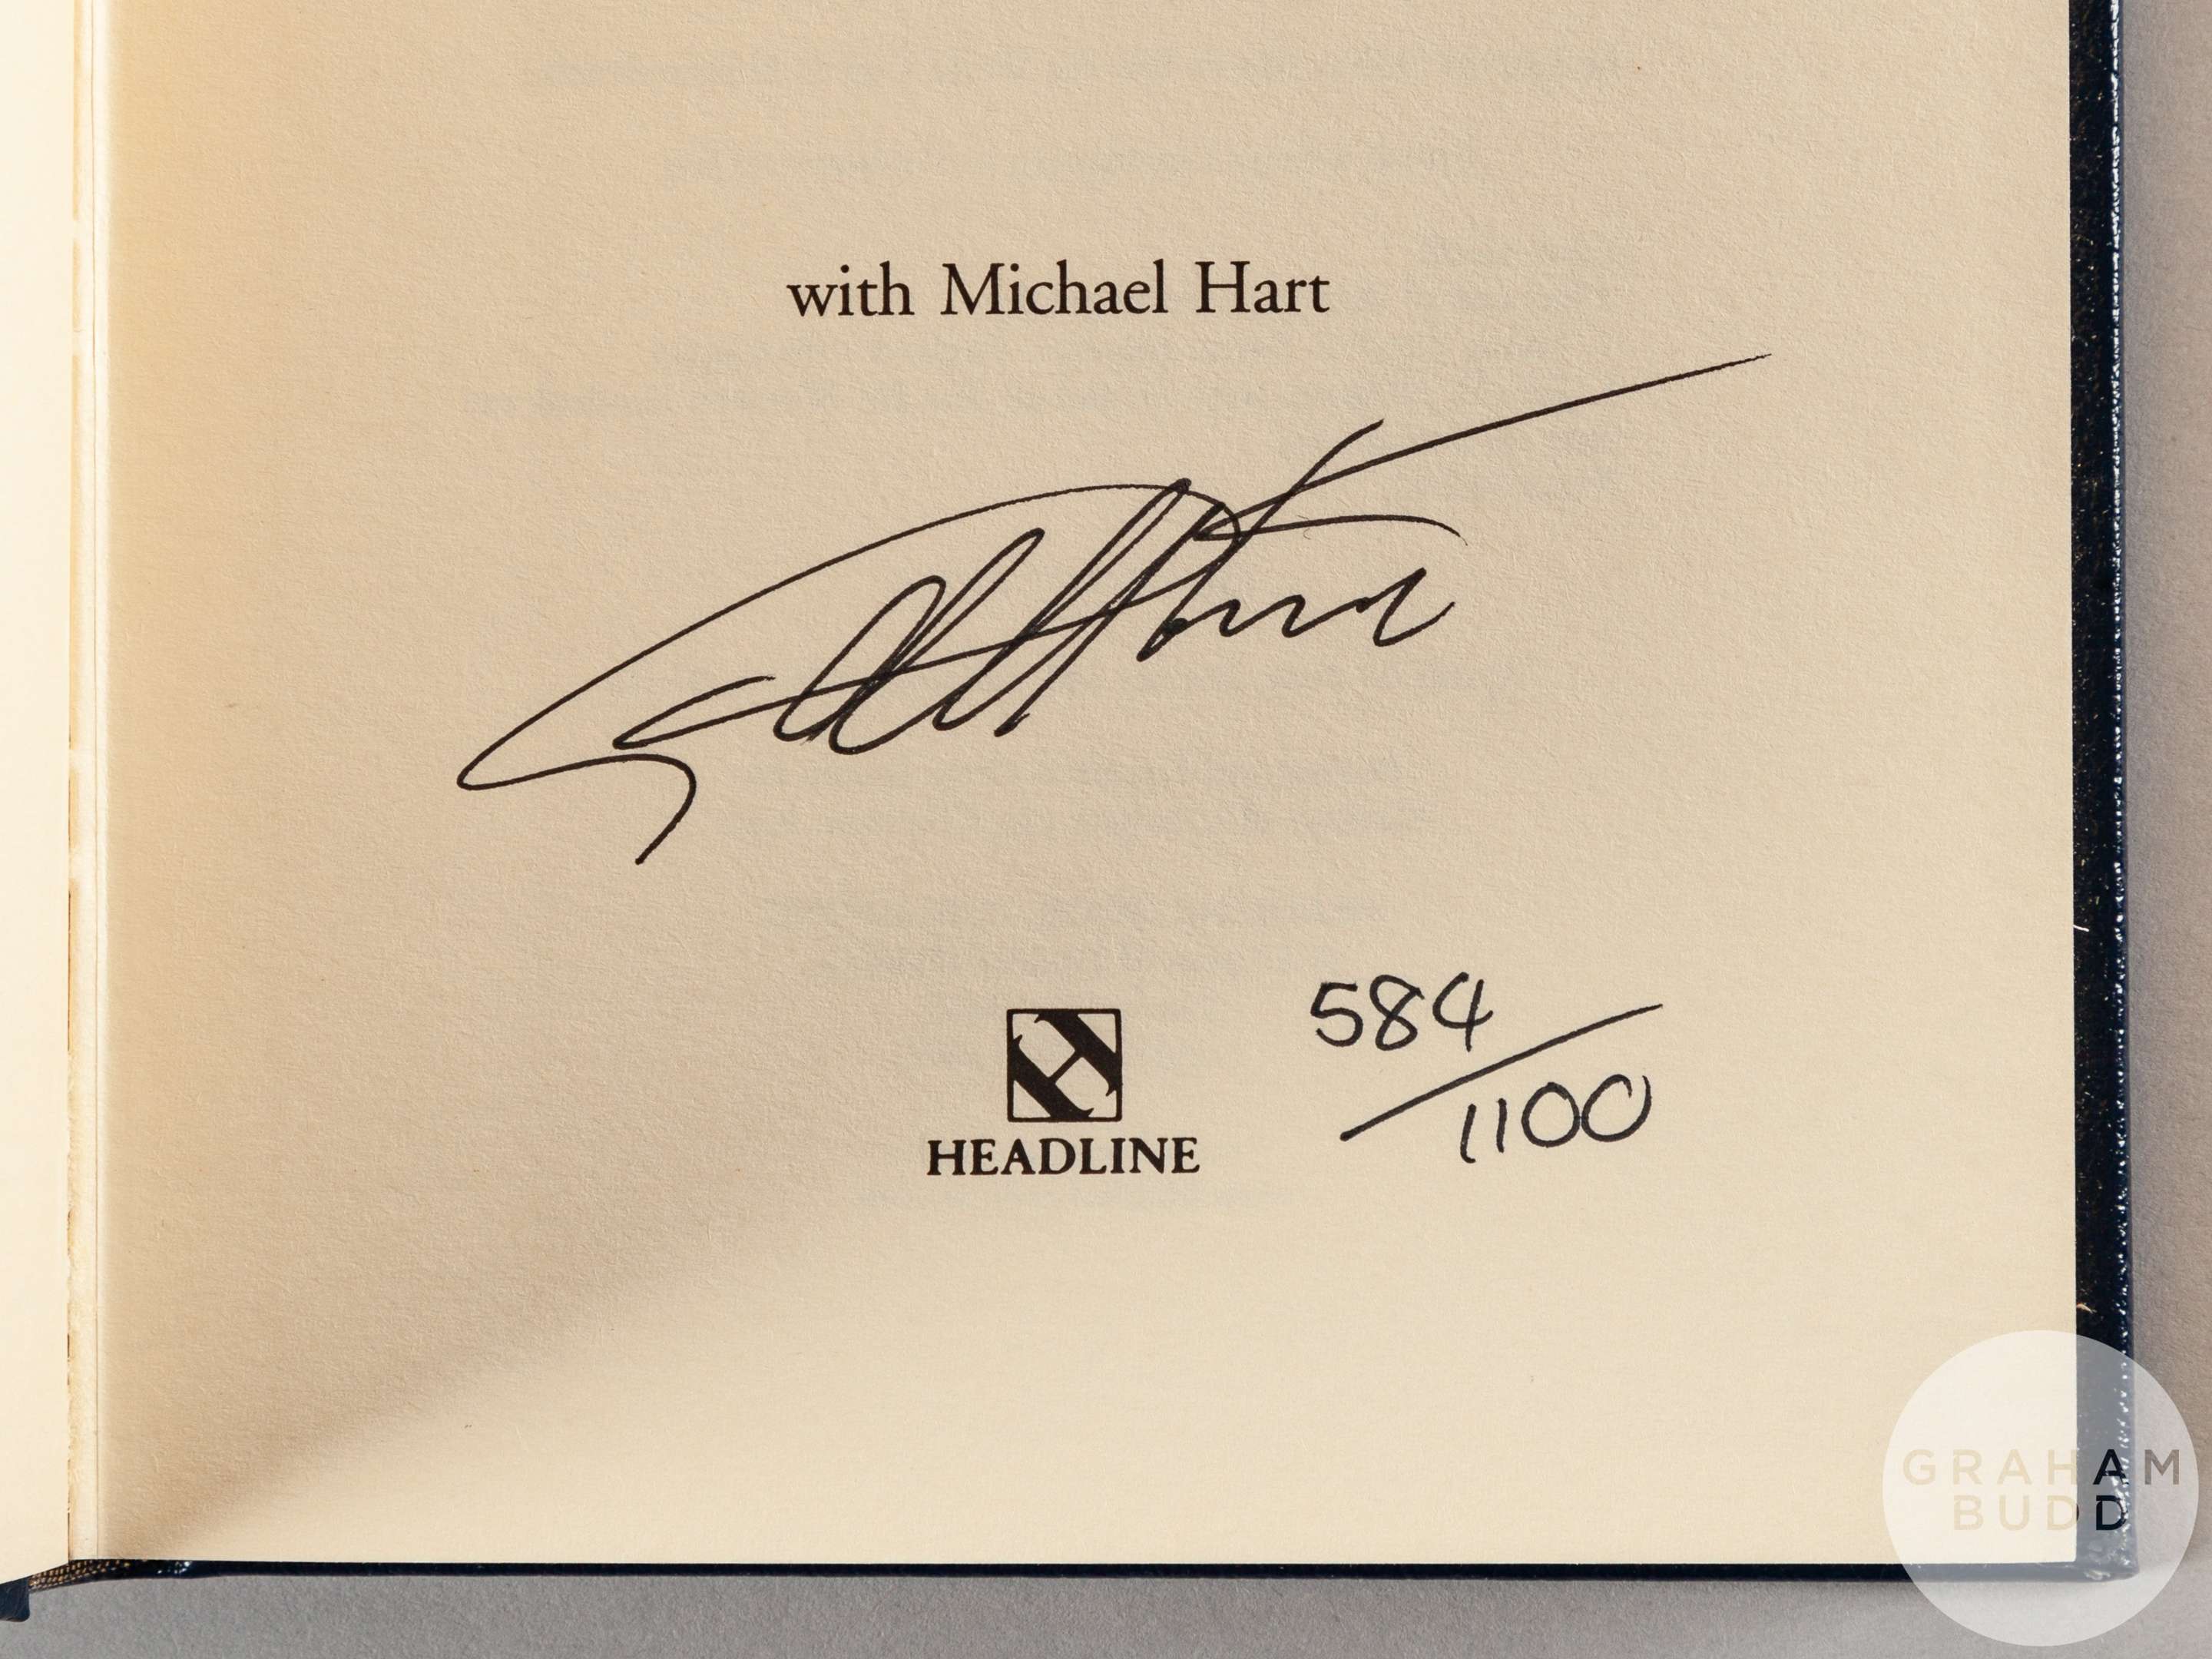 with Michael Hart
584
1100
HEADLINE
GRAHAM
BUDD